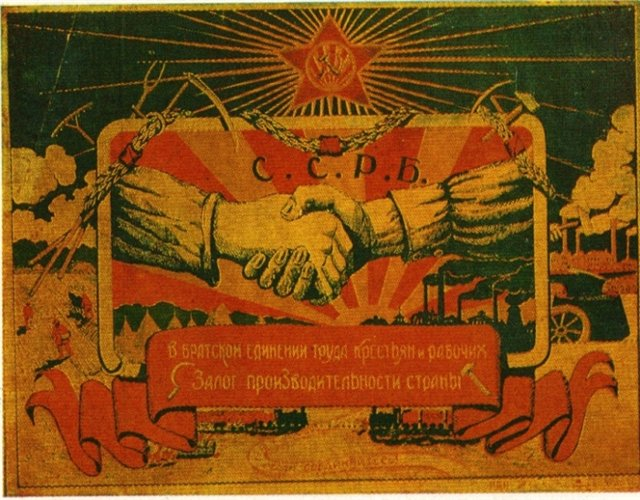 С.С.Р.Б.
В братском единении труда крестьян и рабочих
Залог производительности страны